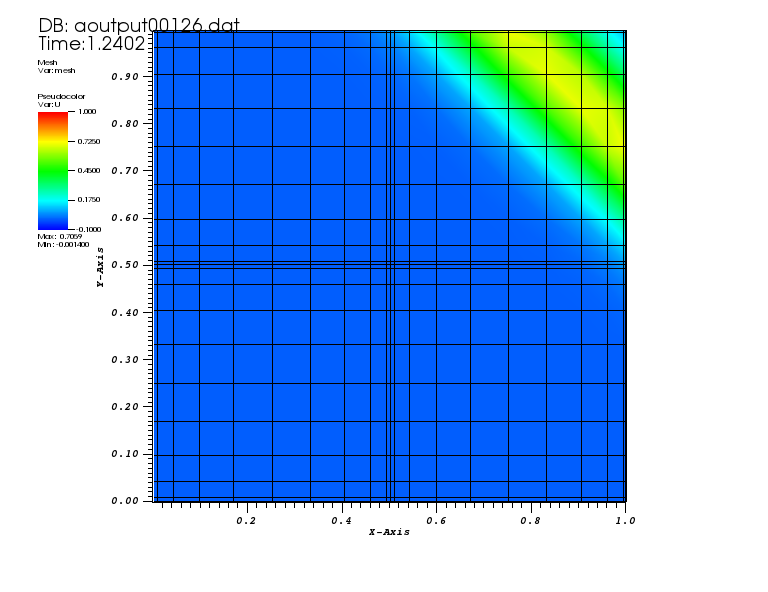 DB: aoutput00126.dat
Time:1.2402
Mesh
Var: mesh
Pseudocolor
Var: U
1.000
0.7250
0.4500
0.1750
-0.1000
Max: 0.7059
Min: -0.001400
Y-Axis
0.90
0.80
0.70
0.60
0.50
0.40
0.30
0.20
0.10
0.00
0.2 0.4 0.6 0.8 1.0
X-Axis